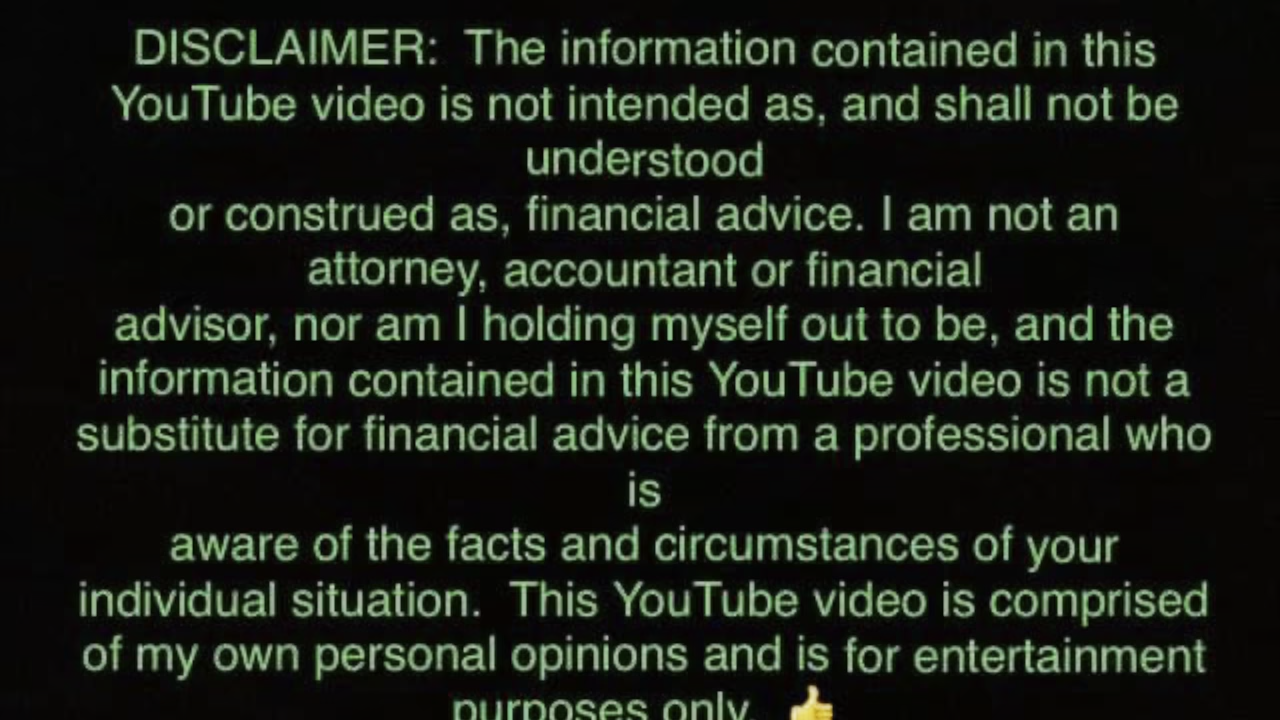 DISCLAIMER:  The information contained in this
YouTube video is not intended as, and shall not be
understood
or construed as, financial advice. I am not an
attorney, accountant or financial
advisor, nor am I holding myself out to be, and the
information contained in this YouTube video is not a
substitute for financial advice from a professional who
is
aware of the facts and circumstances of your
individual situation.  This YouTube video is comprised
of my own personal opinions and is for entertainment
purposes only. 👍